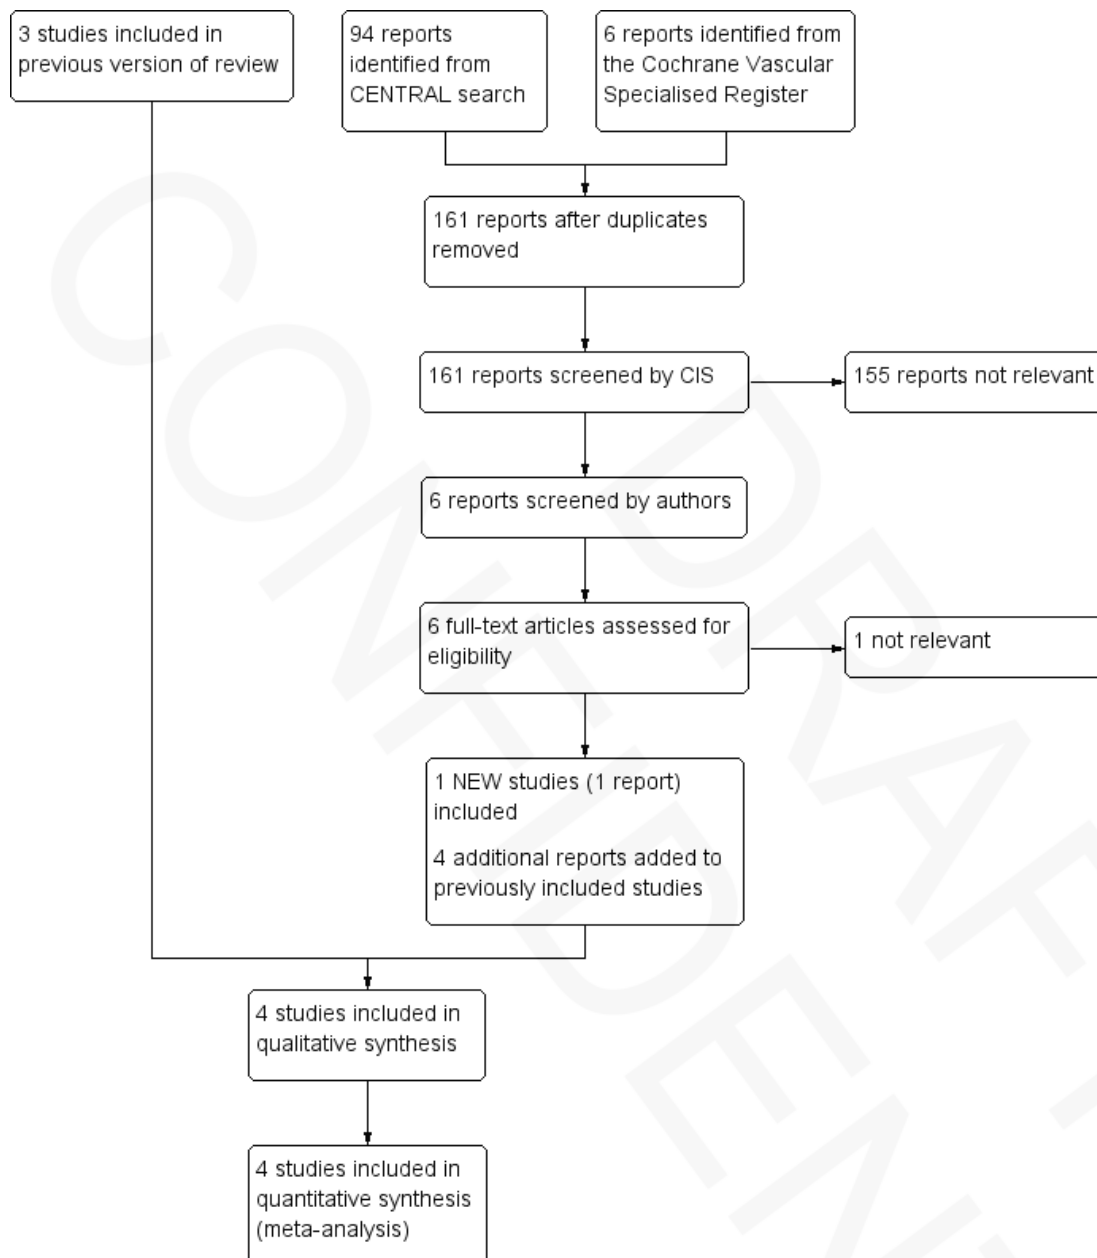 3 studies included in
previous version of review
94 reports
identified from
CENTRAL search
6 reports identified from
the Cochrane Vascular
Specialised Register
161 reports after duplicates
removed
161 reports screened by CIS
155 reports not relevant
6 reports screened by authors
6 full-text articles assessed for
eligibility
1 not relevant
1 NEW studies (1 report)
included
4 additional reports added to
previously included studies
4 studies included in
qualitative synthesis
4 studies included in
quantitative synthesis
(meta-analysis)